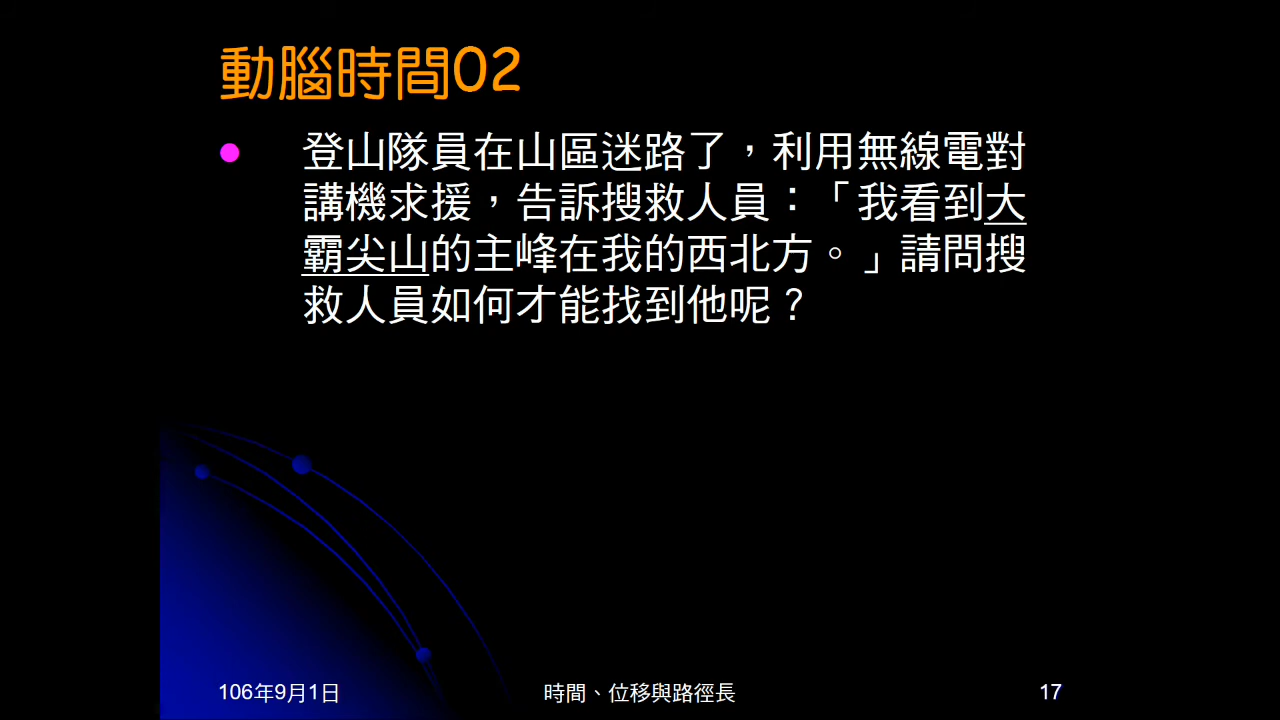 動腦時間02
登山隊員在山區迷路了，利用無線電對
講機求援，告訴搜救人員：「我看到大
霸尖山的主峰在我的西北方。」請問搜
救人員如何才能找到他呢？
106年9月1日
時間、位移與路徑長
17